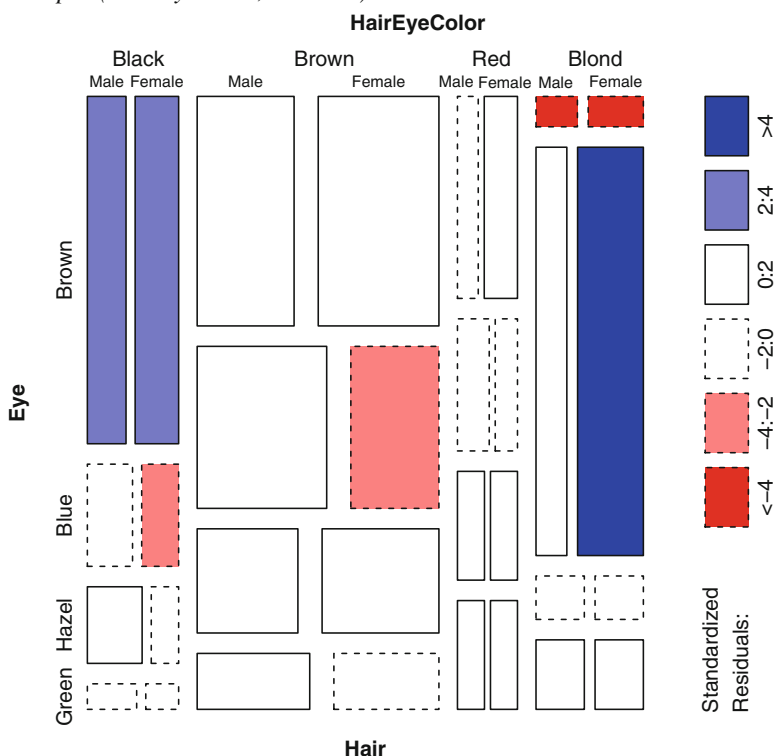 HairEyeColor
Black Brown Red Blond
Male Female Male Female Male Female Male Female
Eye
Brown
Blue
Hazel
Green
Hair
>4
2:4
0:2
−2:0
−4:−2
<−4
Standardized
Residuals: